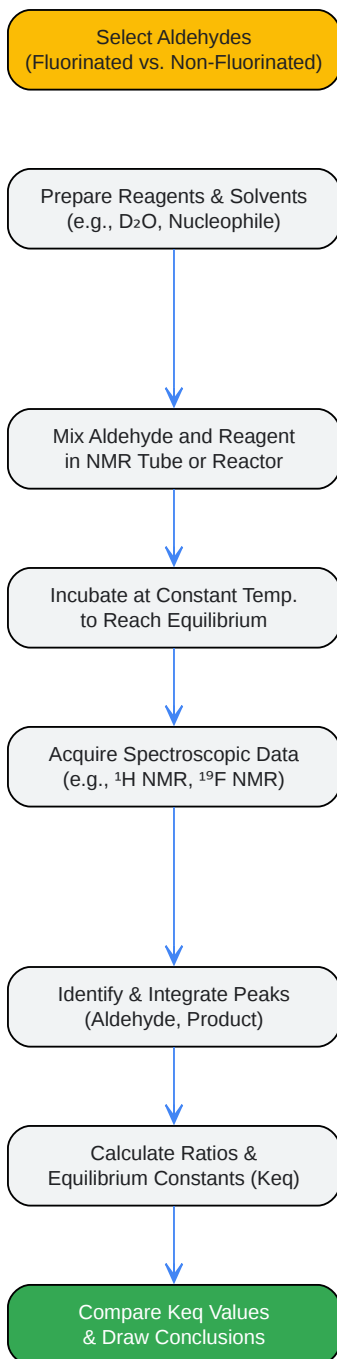 Select Aldehydes
(Fluorinated vs. Non-Fluorinated)
Prepare Reagents & Solvents
(e.g., D₂O, Nucleophile)
Mix Aldehyde and Reagent
in NMR Tube or Reactor
Incubate at Constant Temp.
to Reach Equilibrium
Acquire Spectroscopic Data
(e.g., ¹H NMR, ¹⁹F NMR)
Identify & Integrate Peaks
(Aldehyde, Product)
Calculate Ratios &
Equilibrium Constants (Keq)
Compare Keq Values
& Draw Conclusions